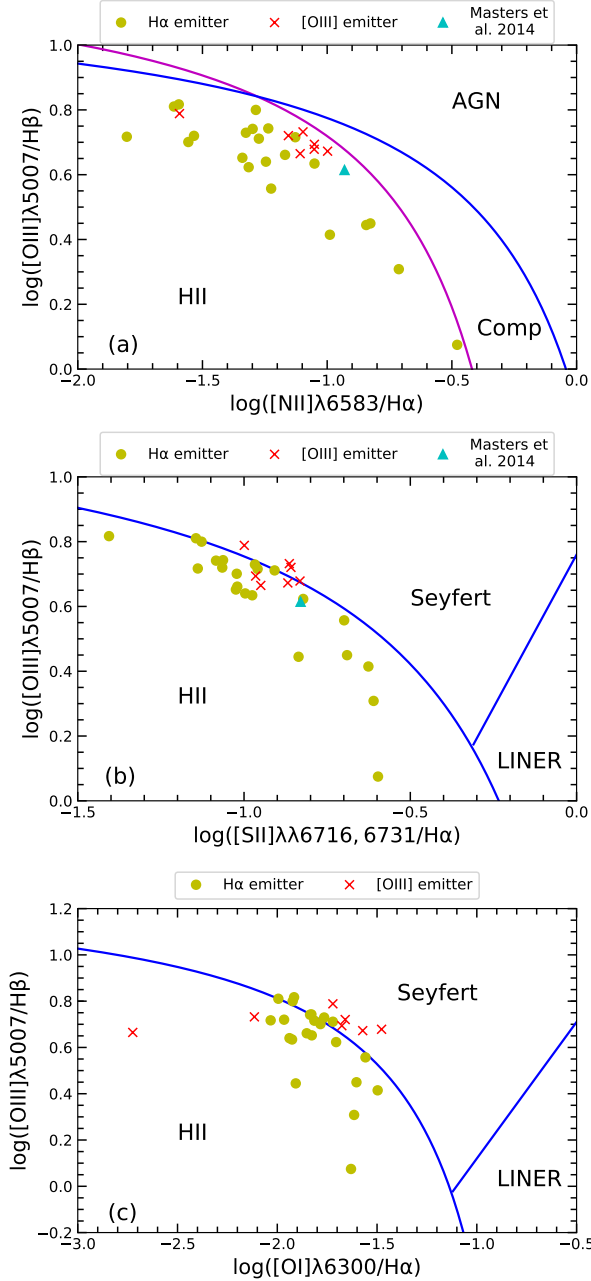 Hα emitter [OIII] emitter Masters et
al. 2014
1.0
0.8
0.6
0.4
0.2
0.0
log([OIII]λ5007/Hβ)
AGN
HII
Comp
(a)
−2.0 −1.5 −1.0 −0.5 0.0
log([NII]λ6583/Hα)
Hα emitter [OIII] emitter Masters et
al. 2014
1.0
0.8
0.6
0.4
0.2
0.0
log([OIII]λ5007/Hβ)
Seyfert
HII
LINER
(b)
−1.5 −1.0 −0.5 0.0
log([SII]λλ6716, 6731/Hα)
Hα emitter [OIII] emitter
1.2
1.0
0.8
0.6
0.4
0.2
0.0
−0.2
log([OIII]λ5007/Hβ)
Seyfert
HII
LINER
(c)
−3.0 −2.5 −2.0 −1.5 −1.0 −0.5
log([OI]λ6300/Hα)